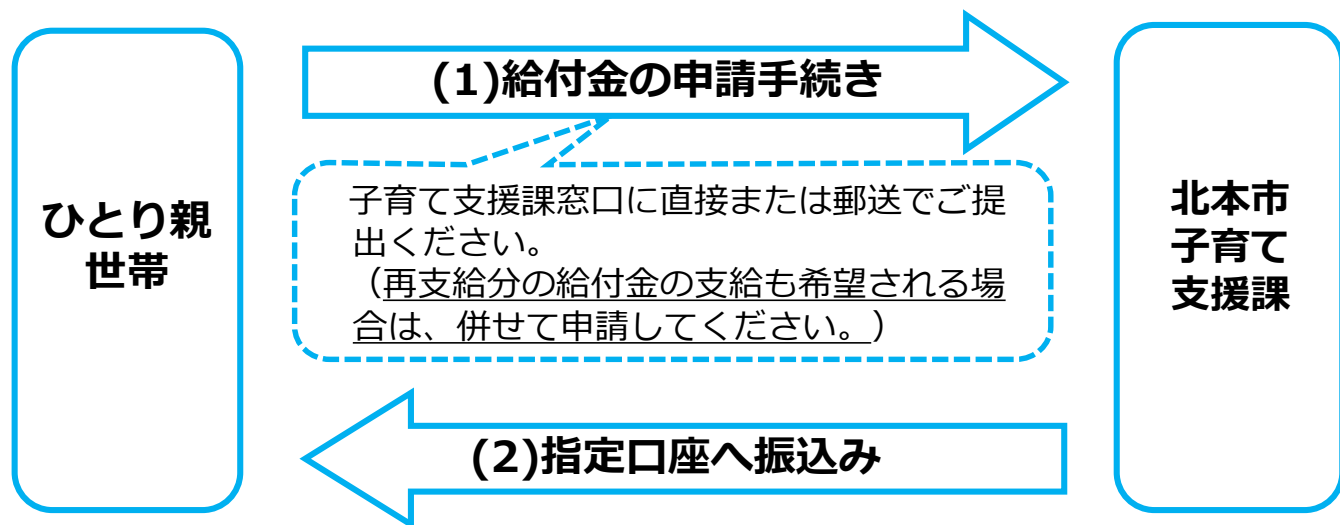 (1)給付金の申請手続き
ひとり親
世帯
子育て支援課窓口に直接または郵送でご提
出ください。
(再支給分の給付金の支給も希望される場
合は、併せて申請してください。)
北本市
子育て
支援課
(2)指定口座へ振込み